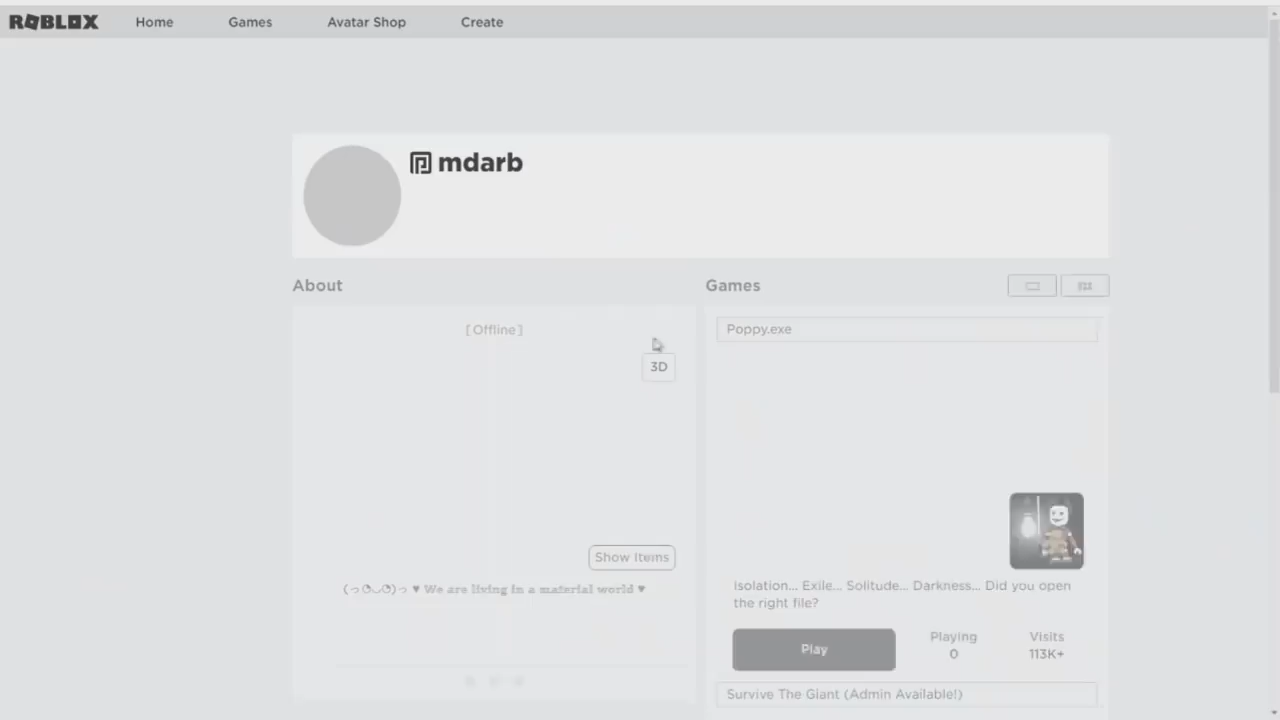 ROBLOX Home Games Avatar Shop Create
mdarb
About
Games
[ Offline ]
Poppy.exe
3D
Show Items
(っ◔◡◔)っ ♥ We are living in a material world ♥
Isolation... Exile... Solitude... Darkness... Did you open
the right file?
Play
Playing
0
Visits
113K+
Survive The Giant (Admin Available!)